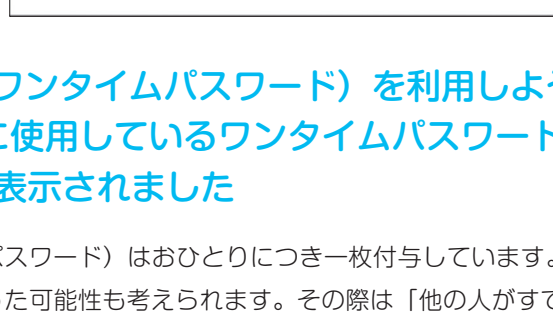 ワンタイムパスワード）を利用しよ
に使用しているワンタイムパスワード
表示されました
パスワード）はおひとりにつき一枚付与しています。
った可能性も考えられます。その際は「他の人がすで